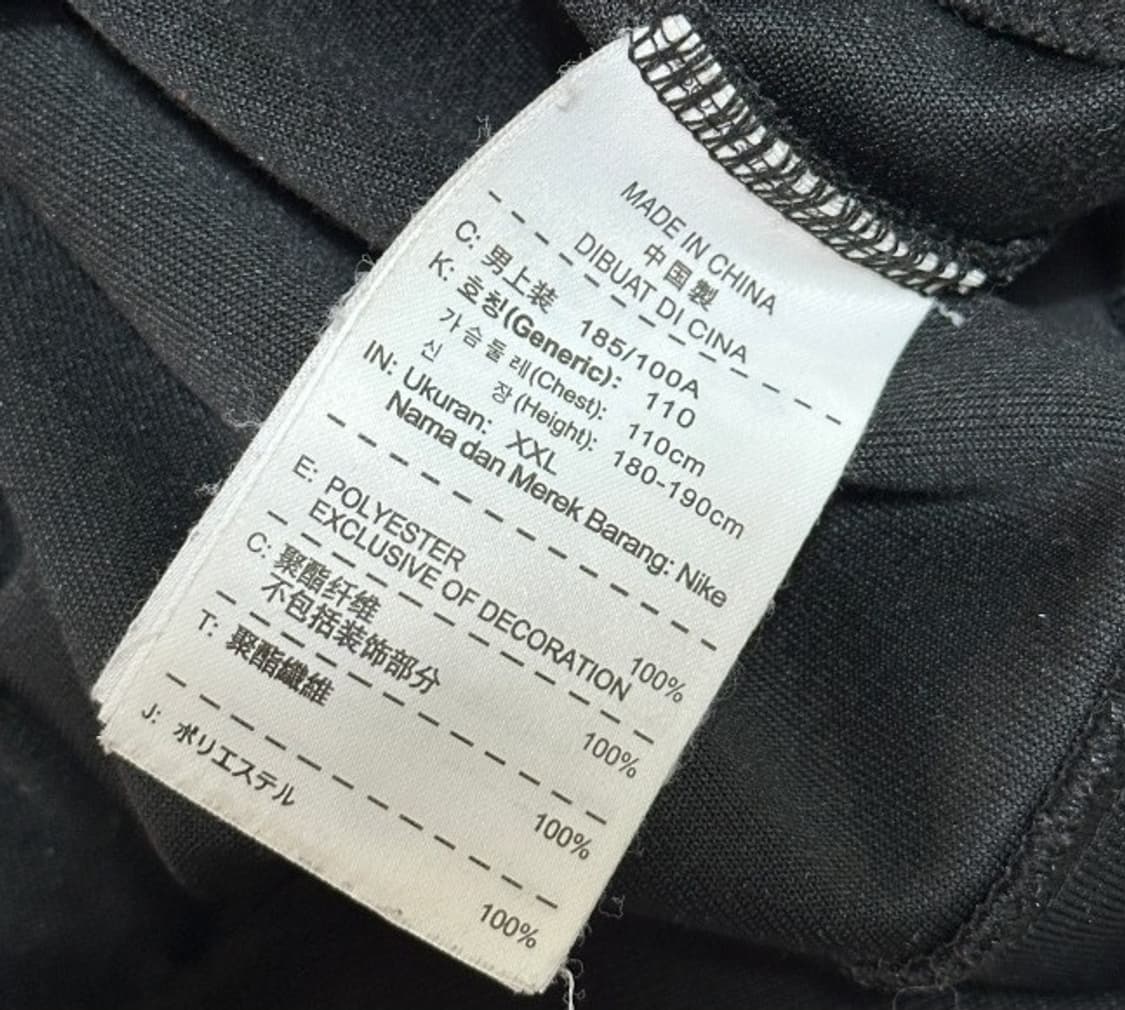 MADE IN CHINA
中国製
DIBUAT DI CINA
C: 男上装 185/100A
K: 호칭(Generic): 110
가슴둘레(Chest): 110cm
신 장(Height): 180-190cm
IN: Ukuran: XXL
Nama dan Merek Barang: Nike
E: POLYESTER 100%
EXCLUSIVE OF DECORATION
C: 聚酯纤维 100%
不包括装饰部分
T: 聚酯纖維 100%
J: ポリエステル 100%